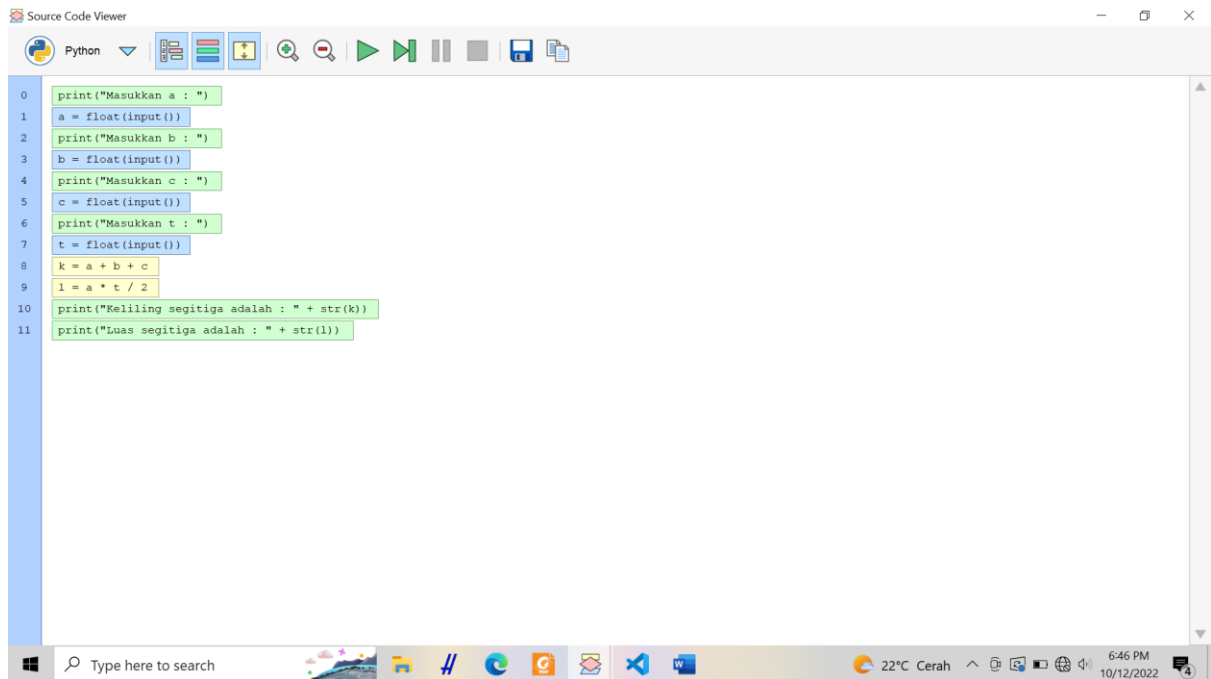 Source Code Viewer
Python
0 print("Masukkan a : ")
1 a = float(input())
2 print("Masukkan b : ")
3 b = float(input())
4 print("Masukkan c : ")
5 c = float(input())
6 print("Masukkan t : ")
7 t = float(input())
8 k = a + b + c
9 l = a * t / 2
10 print("Keliling segitiga adalah : " + str(k))
11 print("Luas segitiga adalah : " + str(l))
Type here to search
22°C Cerah
6:46 PM
10/12/2022
4